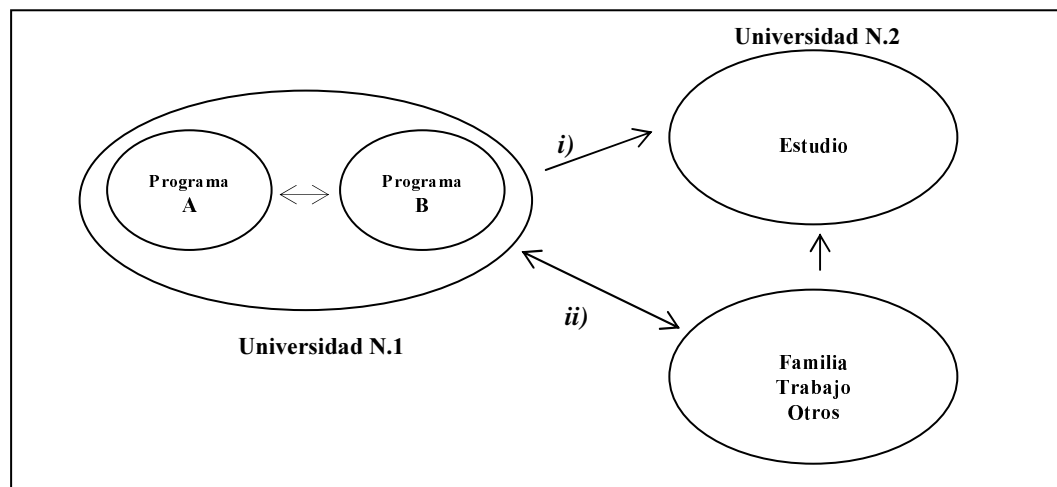 Universidad N.2
Estudio
i)
Programa
A
Programa
B
ii)
Universidad N.1
Familia
Trabajo
Otros